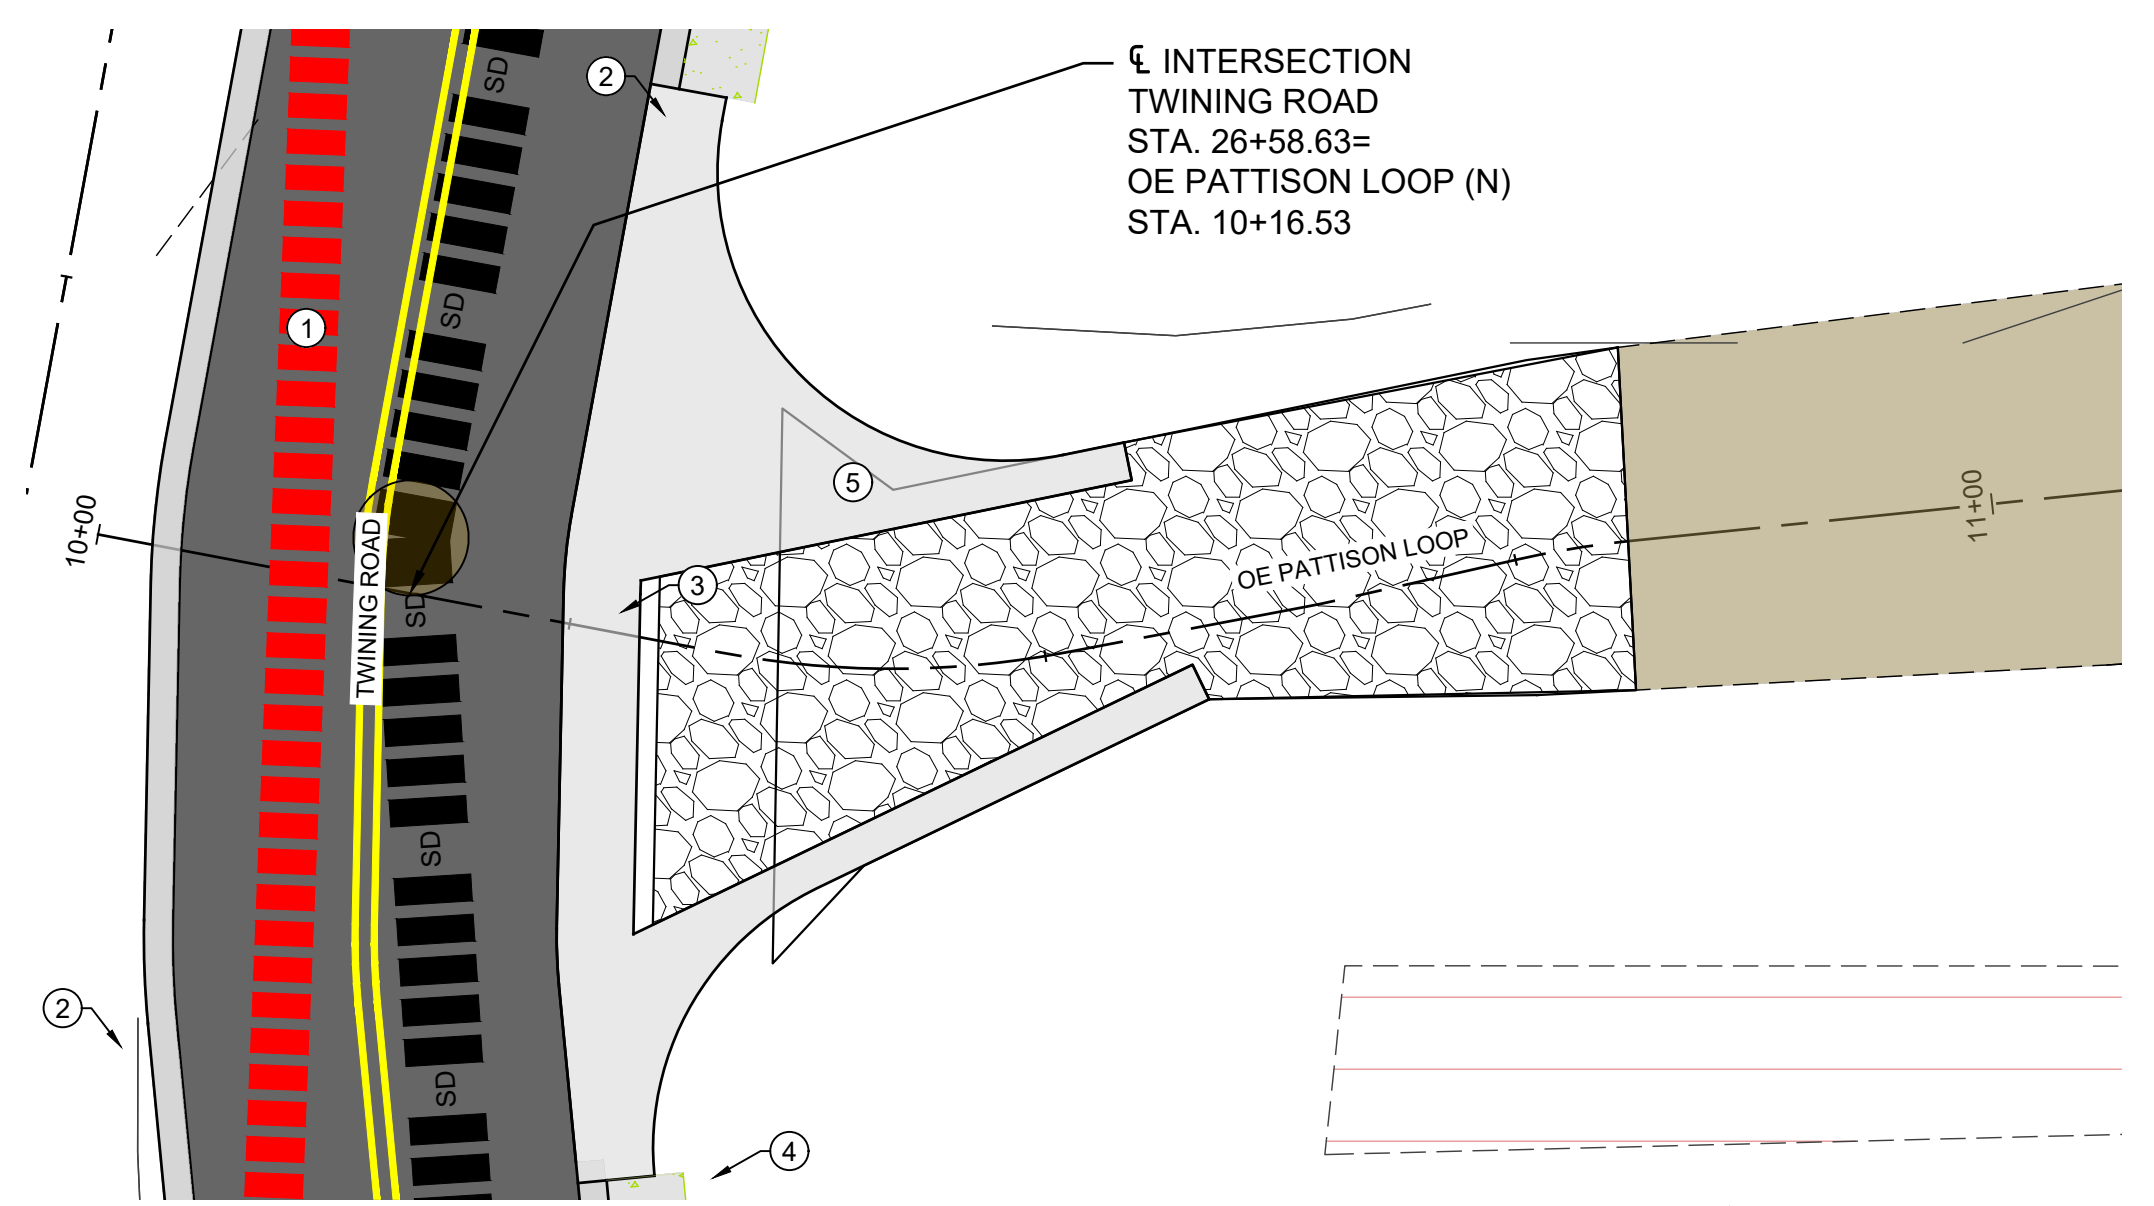 SD
2
℄ INTERSECTION
TWINING ROAD
STA. 26+58.63=
OE PATTISON LOOP (N)
STA. 10+16.53
1
SD
5
10+00
11+00
TWINING ROAD
OE PATTISON LOOP
3
SD
SD
2
SD
4